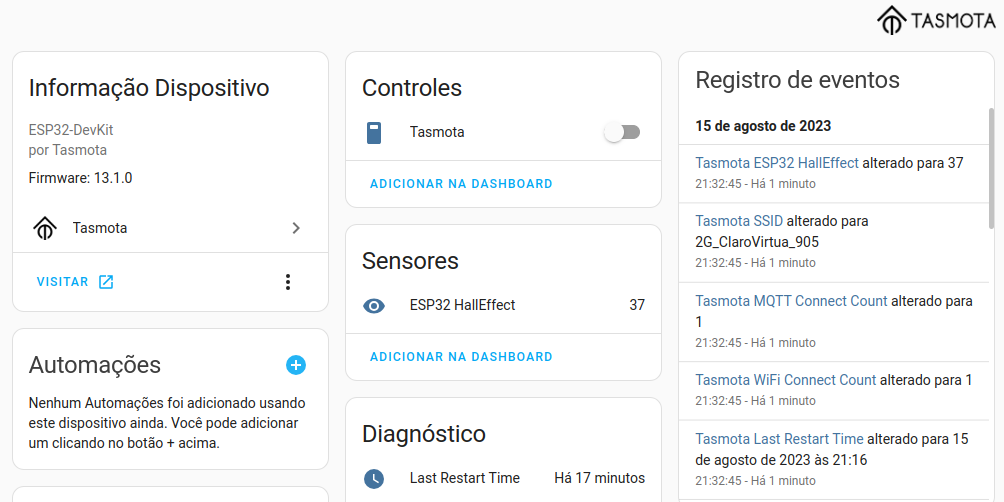 TASMOTA
Informação Dispositivo
ESP32-DevKit
por Tasmota
Firmware: 13.1.0
Tasmota
VISITAR
Automações
Nenhum Automações foi adicionado usando
este dispositivo ainda. Você pode adicionar
um clicando no botão + acima.
Controles
Tasmota
ADICIONAR NA DASHBOARD
Sensores
ESP32 HallEffect 37
ADICIONAR NA DASHBOARD
Diagnóstico
Last Restart Time Há 17 minutos
Registro de eventos
15 de agosto de 2023
Tasmota ESP32 HallEffect alterado para 37
21:32:45 - Há 1 minuto
Tasmota SSID alterado para
2G_ClaroVirtua_905
21:32:45 - Há 1 minuto
Tasmota MQTT Connect Count alterado para
1
21:32:45 - Há 1 minuto
Tasmota WiFi Connect Count alterado para 1
21:32:45 - Há 1 minuto
Tasmota Last Restart Time alterado para 15
de agosto de 2023 às 21:16
21:32:45 - Há 1 minuto